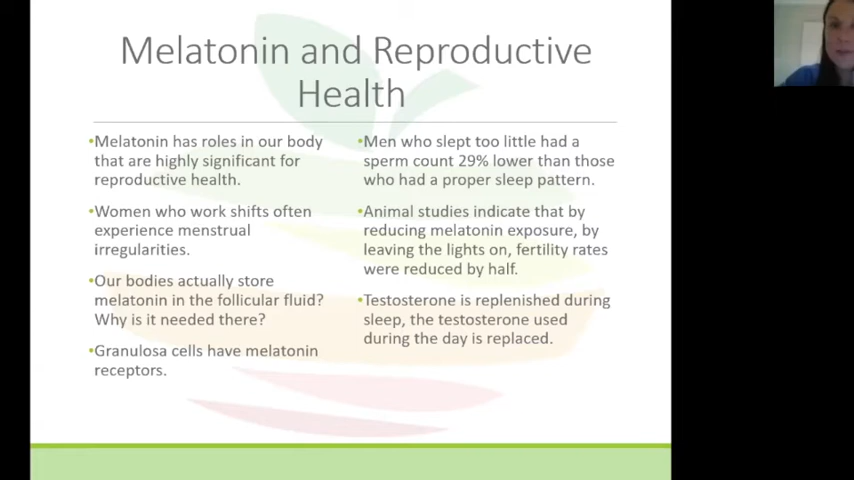 Melatonin and Reproductive
Health
•Melatonin has roles in our body
that are highly significant for
reproductive health.
•Women who work shifts often
experience menstrual
irregularities.
•Our bodies actually store
melatonin in the follicular fluid?
Why is it needed there?
•Granulosa cells have melatonin
receptors.
•Men who slept too little had a
sperm count 29% lower than those
who had a proper sleep pattern.
•Animal studies indicate that by
reducing melatonin exposure, by
leaving the lights on, fertility rates
were reduced by half.
•Testosterone is replenished during
sleep, the testosterone used
during the day is replaced.